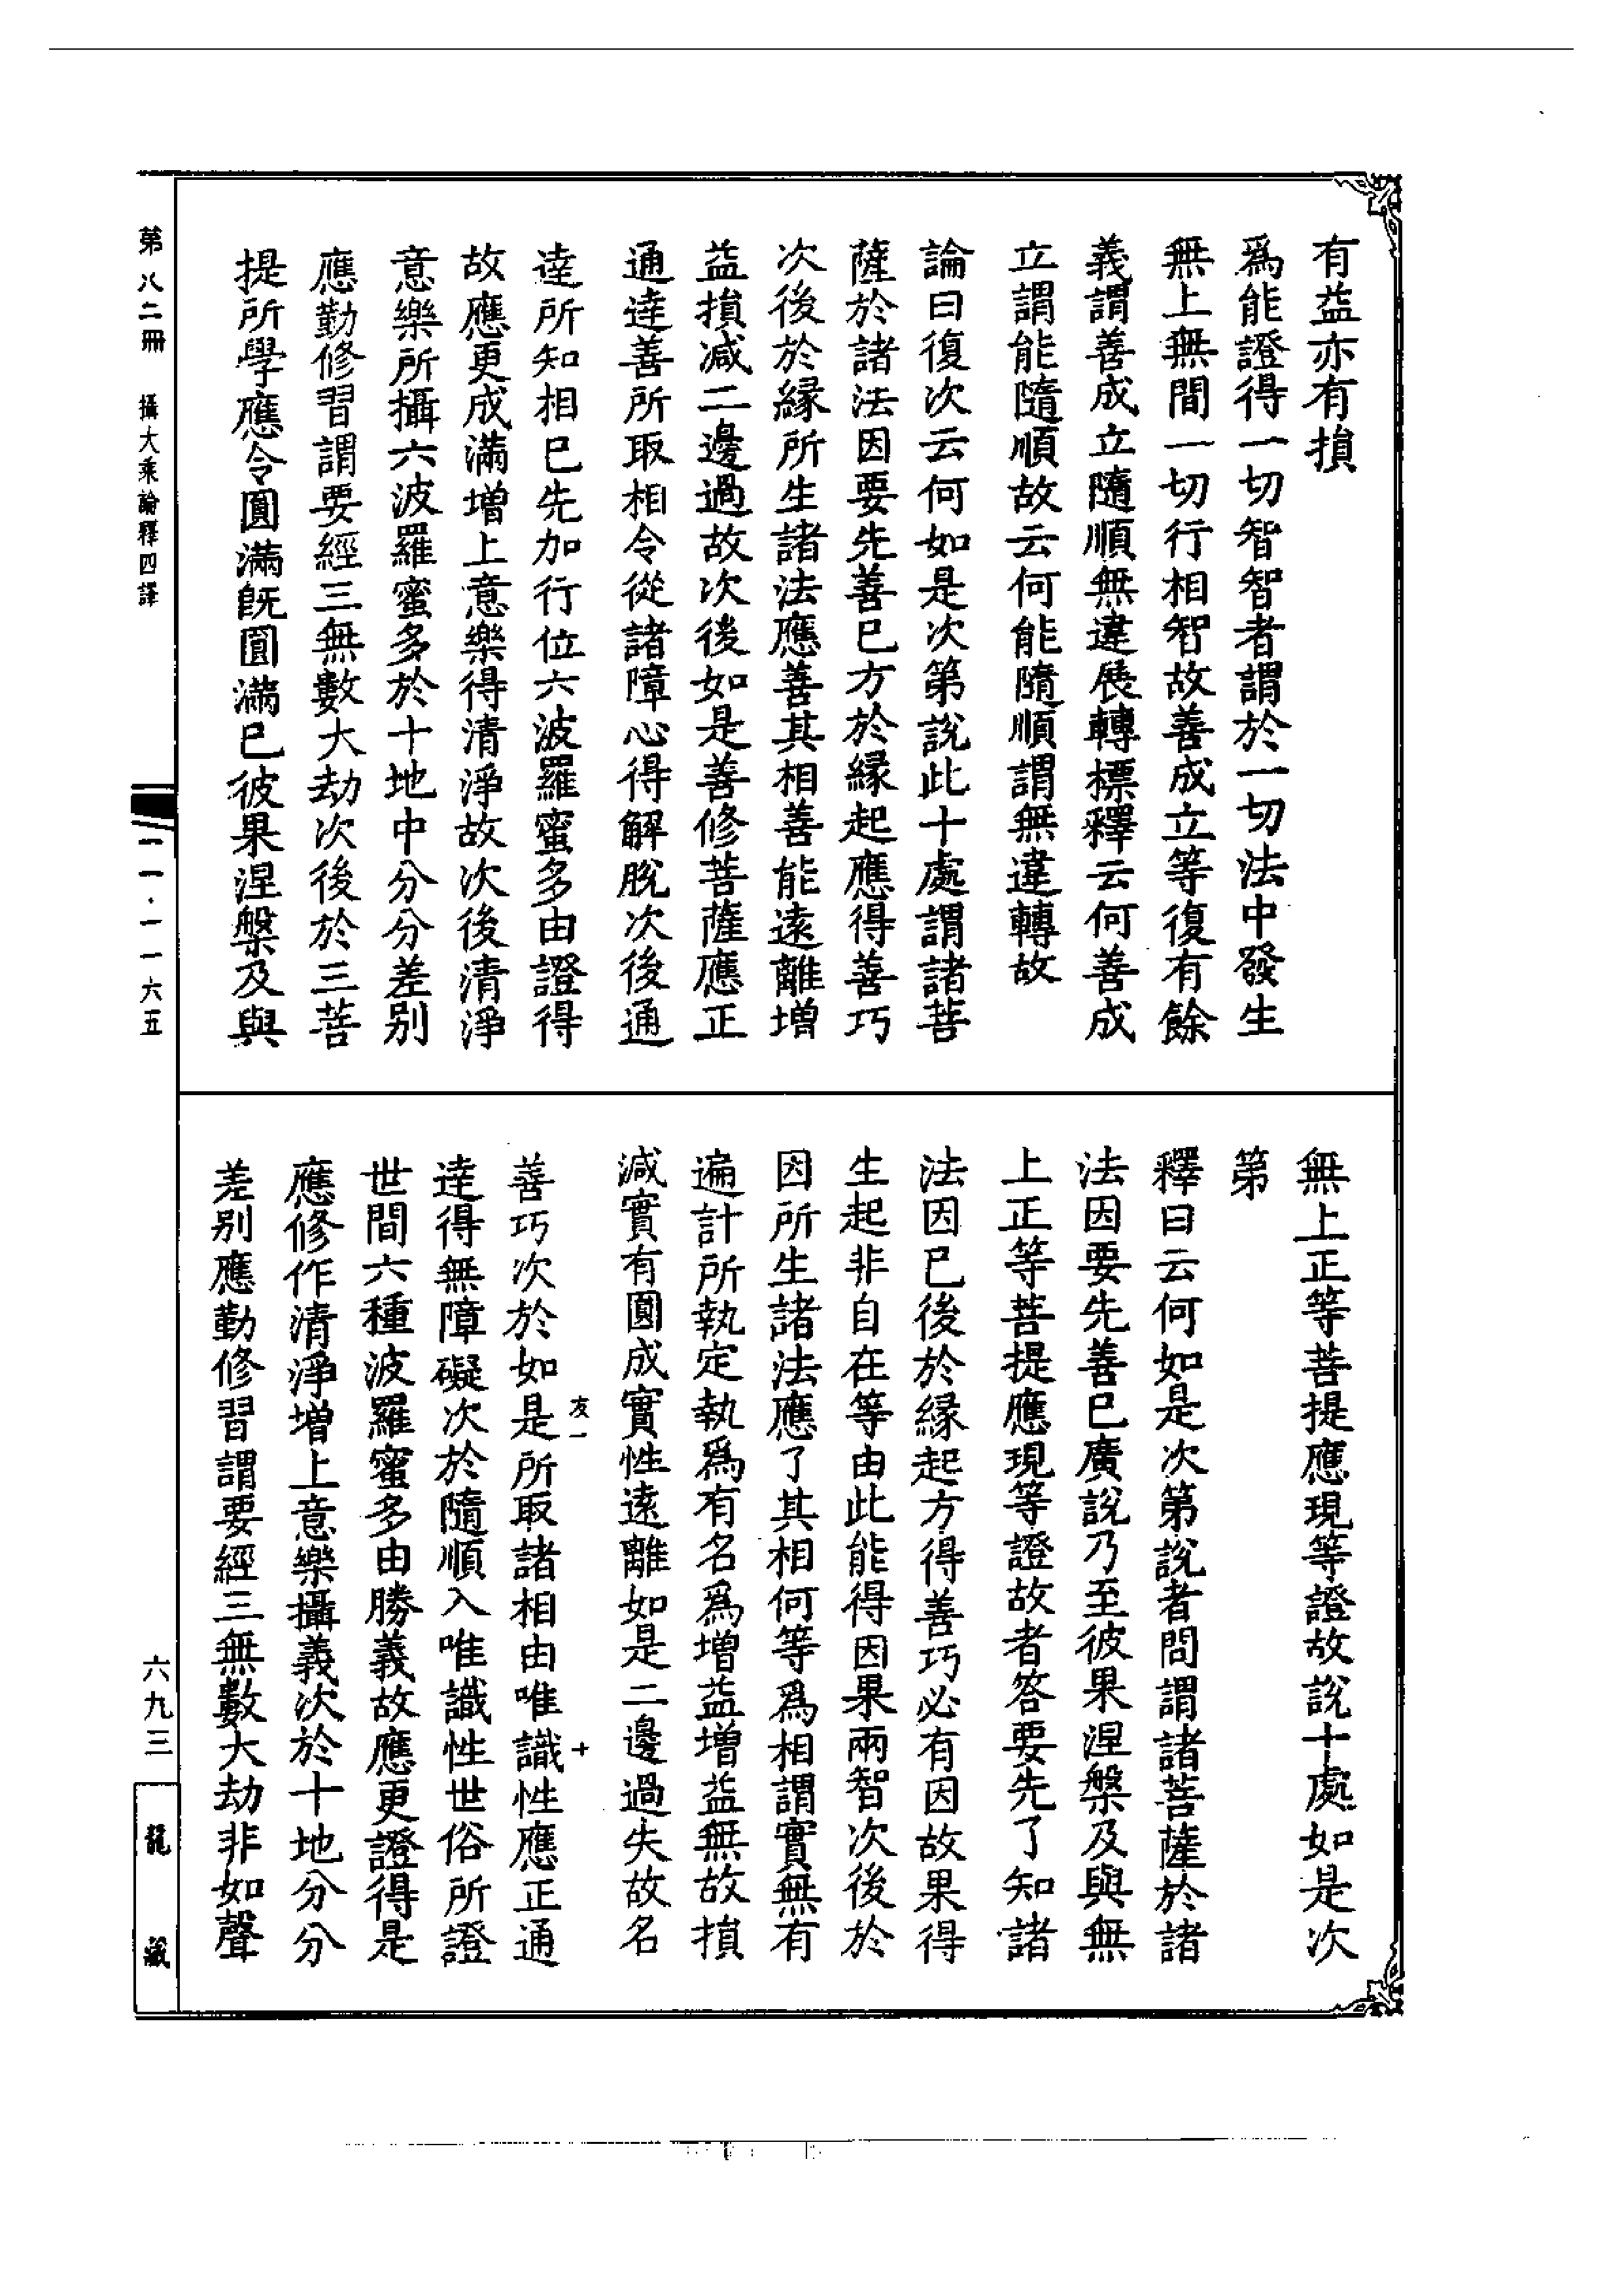 有益亦有損
爲能證得一切智智者謂於一切法中發生
無上無間一切行相智故善成立等復有餘
義謂善成立隨順無違展轉標釋云何善成
立謂能隨順故云何能隨順謂無違轉故
論曰復次云何如是次第說此十處謂諸菩
薩於諸法因要先善已方於緣起應得善巧
次後於緣所生諸法應善其相善能遠離增
益損減二邊過故次後如是善修菩薩應正
通達善所取相令從諸障心得解脫次後通
達所知相已先加行位六波羅蜜多由證得
故應更成滿增上意樂得清淨故次後清淨
意樂所攝六波羅蜜多於十地中分分差別
應勤修習謂要經三無數大劫次後於三菩
提所學應令圓滿旣圓滿已彼果涅槃及與
無上正等菩提應現等證故說十處如是次
第
釋曰云何如是次第說者問謂諸菩薩於諸
法因要先善已廣說乃至彼果涅槃及與無
上正等菩提應現等證故者答要先了知諸
法因已後於緣起方得善巧必有因故果得
生起非自在等由此能得因果兩智次後於
因所生諸法應了其相何等爲相謂實無有
遍計所執定執爲有名爲增益增益無故損
減實有圓成實性遠離如是二邊過失故名
善巧次於如是所取諸相由唯識性應正通
達得無障礙次於隨順入唯識性世俗所證
世間六種波羅蜜多由勝義故應更證得是
應修作清淨增上意樂攝義次於十地分分
差別應勤修習謂要經三無數大劫非如聲
友一
十
第八二冊 攝大乘論釋四譯
一一·一一六五
六九三
龍藏